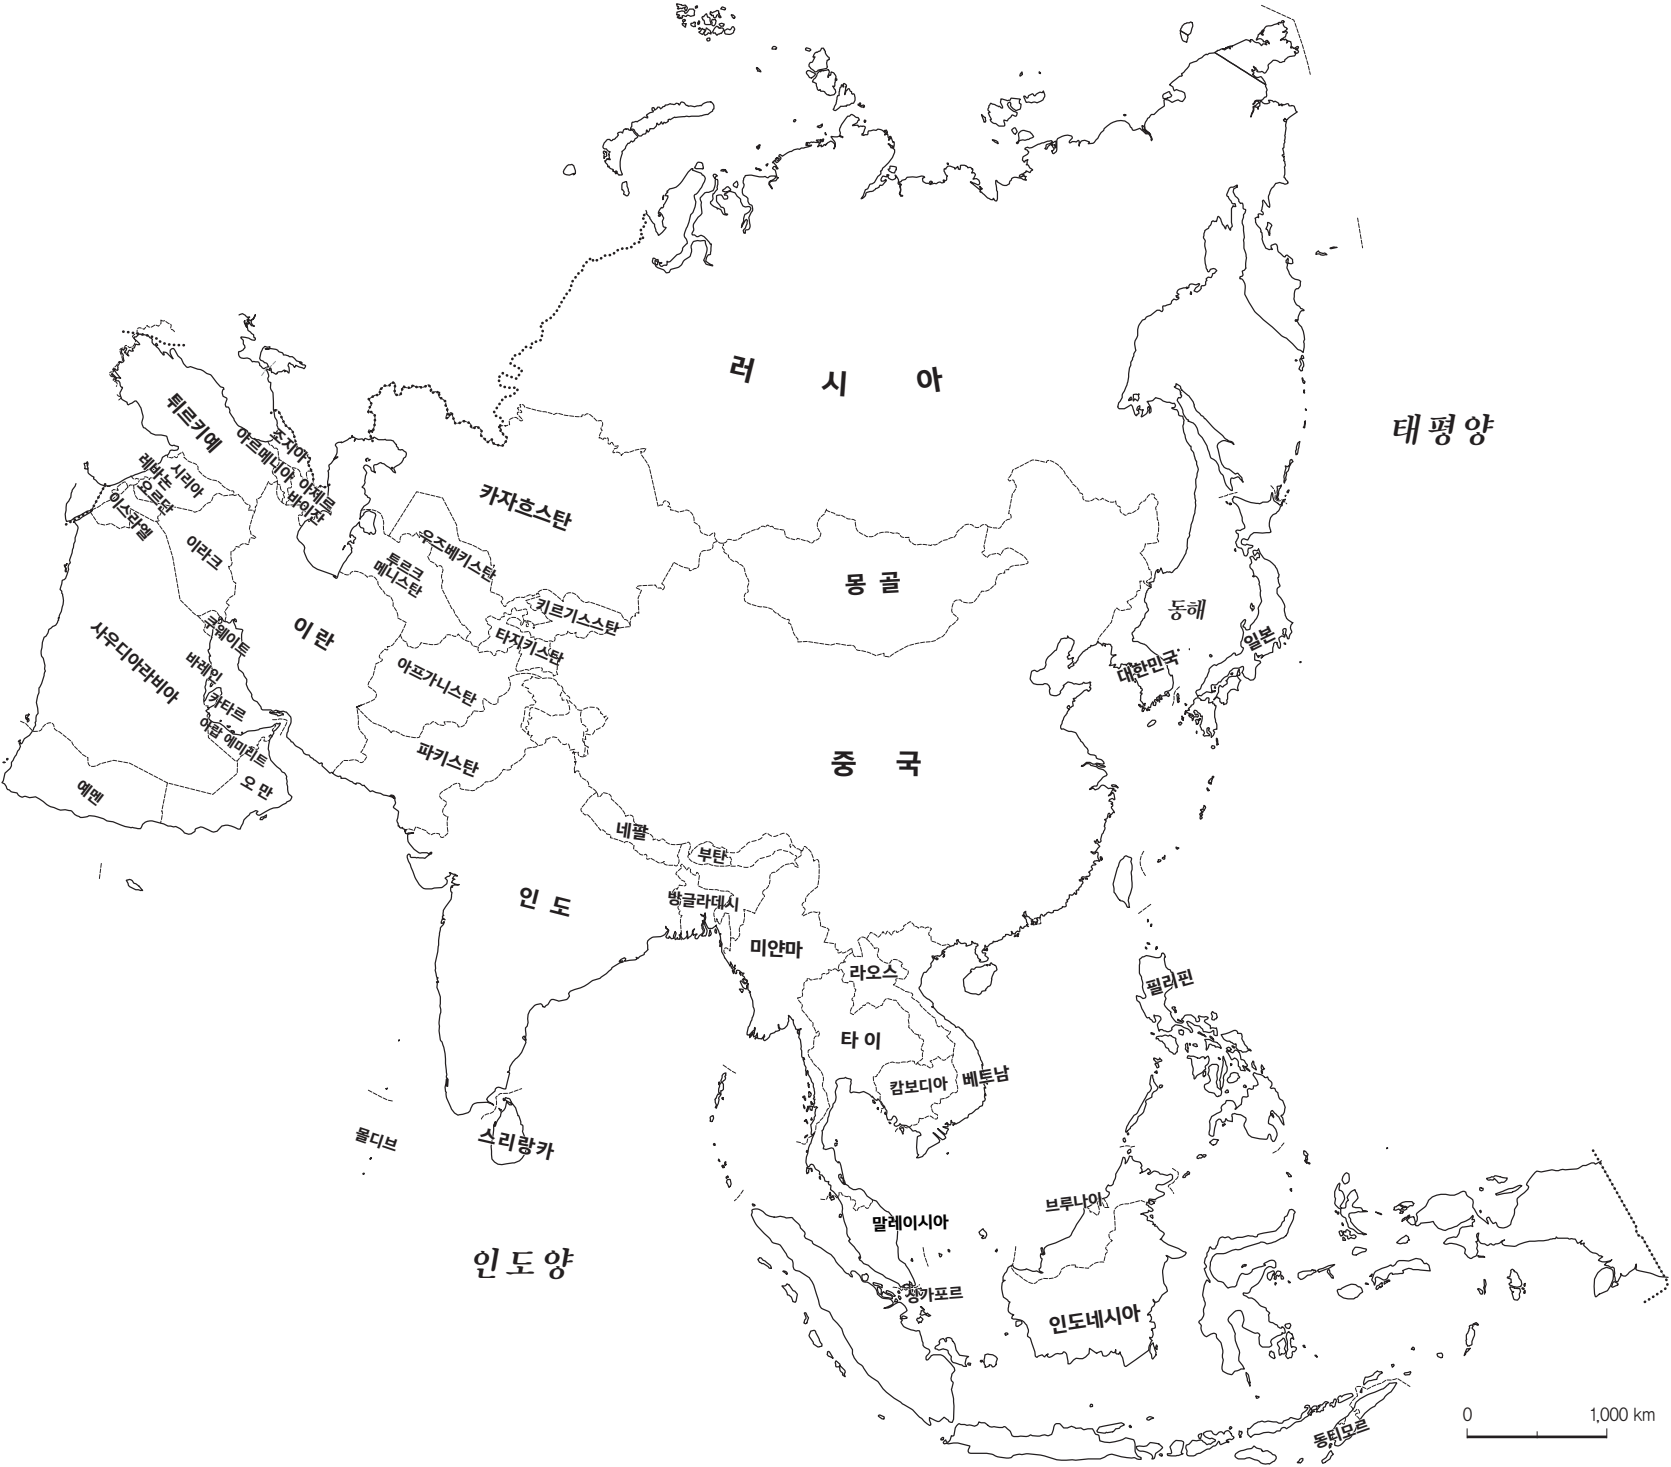 러 시 아
태평양
튀르키예
조지아
아르메니아
아제르
바이잔
레바논
시리아
요르단
이스라엘
이라크
카자흐스탄
우즈베키스탄
투르크
메니스탄
키르기스스탄
타지키스탄
몽 골
동해
일본
대한민국
이 란
쿠웨이트
사우디아라비아
바레인
카타르
아랍 에미리트
아프가니스탄
파키스탄
중 국
예멘
오 만
네팔
부탄
인 도
방글라데시
미얀마
라오스
필리핀
타 이
캄보디아
베트남
몰디브
스리랑카
브루나이
말레이시아
인도양
싱가포르
인도네시아
동티모르
0 1,000 km